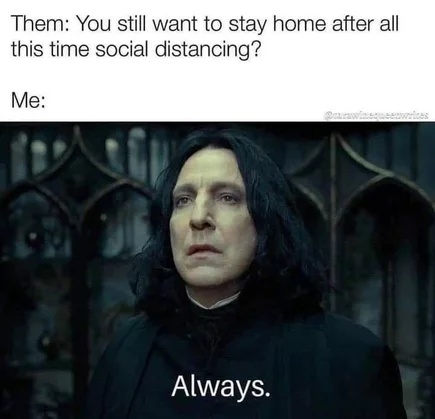 Them: You still want to stay home after all
this time social distancing?
Me:
Always.